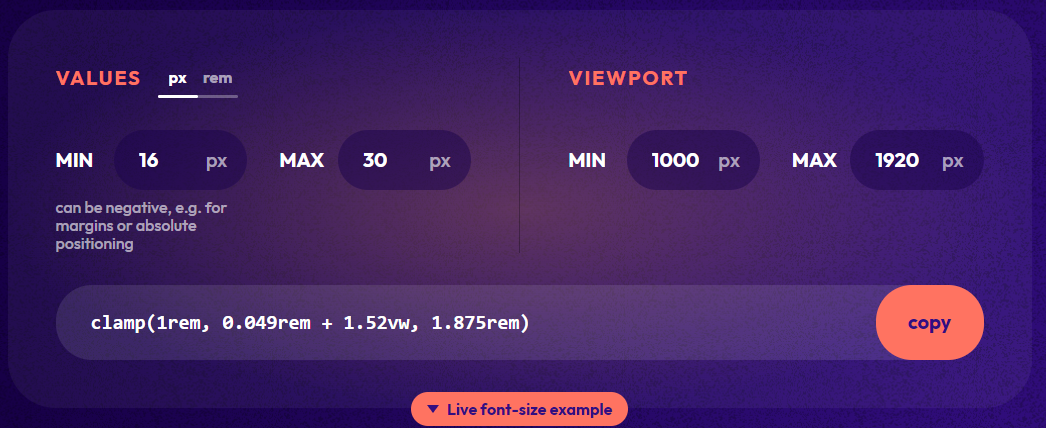 VALUES px rem
VIEWPORT
MIN 16 px MAX 30 px
MIN 1000 px MAX 1920 px
can be negative, e.g. for
margins or absolute
positioning
clamp(1rem, 0.049rem + 1.52vw, 1.875rem)
copy
Live font-size example